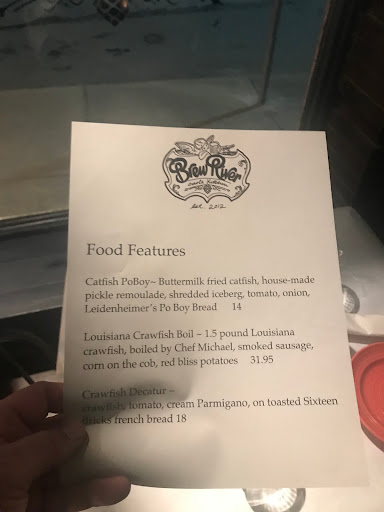 Brew River
Creole Kitchen
est. 2012
Food Features
Catfish PoBoy~ Buttermilk fried catfish, house-made
pickle remoulade, shredded iceberg, tomato, onion,
Leidenheimer's Po Boy Bread 14
Louisiana Crawfish Boil ~ 1.5 pound Louisiana
crawfish, boiled by Chef Michael, smoked sausage,
corn on the cob, red bliss potatoes 31.95
Crawfish Decatur ~
crawfish, tomato, cream Parmigano, on toasted Sixteen
Bricks french bread 18